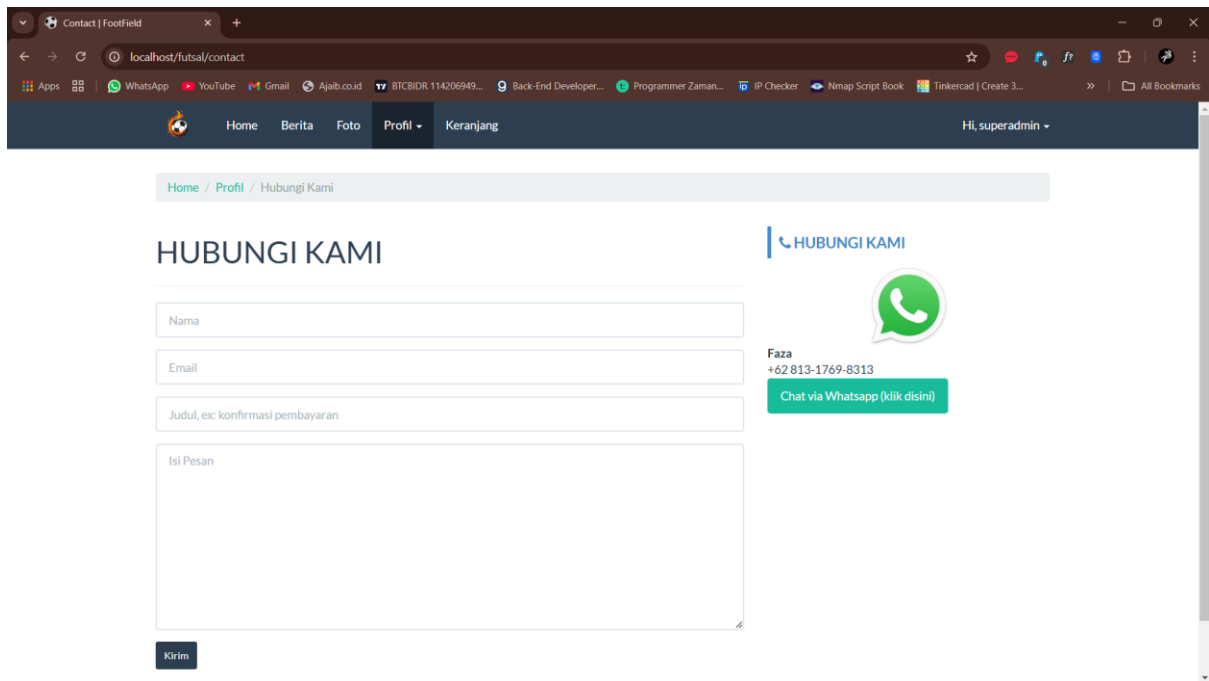 Contact | FootField
localhost/futsal/contact
Apps WhatsApp YouTube Gmail Ajaib.co.id BTCBIDR 114206949... Back-End Developer... Programmer Zaman... IP Checker Nmap Script Book Tinkercad | Create 3... » All Bookmarks
Home Berita Foto Profil Keranjang Hi, superadmin
Home / Profil / Hubungi Kami
HUBUNGI KAMI
Nama
Email
Judul, ex: konfirmasi pembayaran
Isi Pesan
Kirim
HUBUNGI KAMI
Faza
+62 813-1769-8313
Chat via Whatsapp (klik disini)